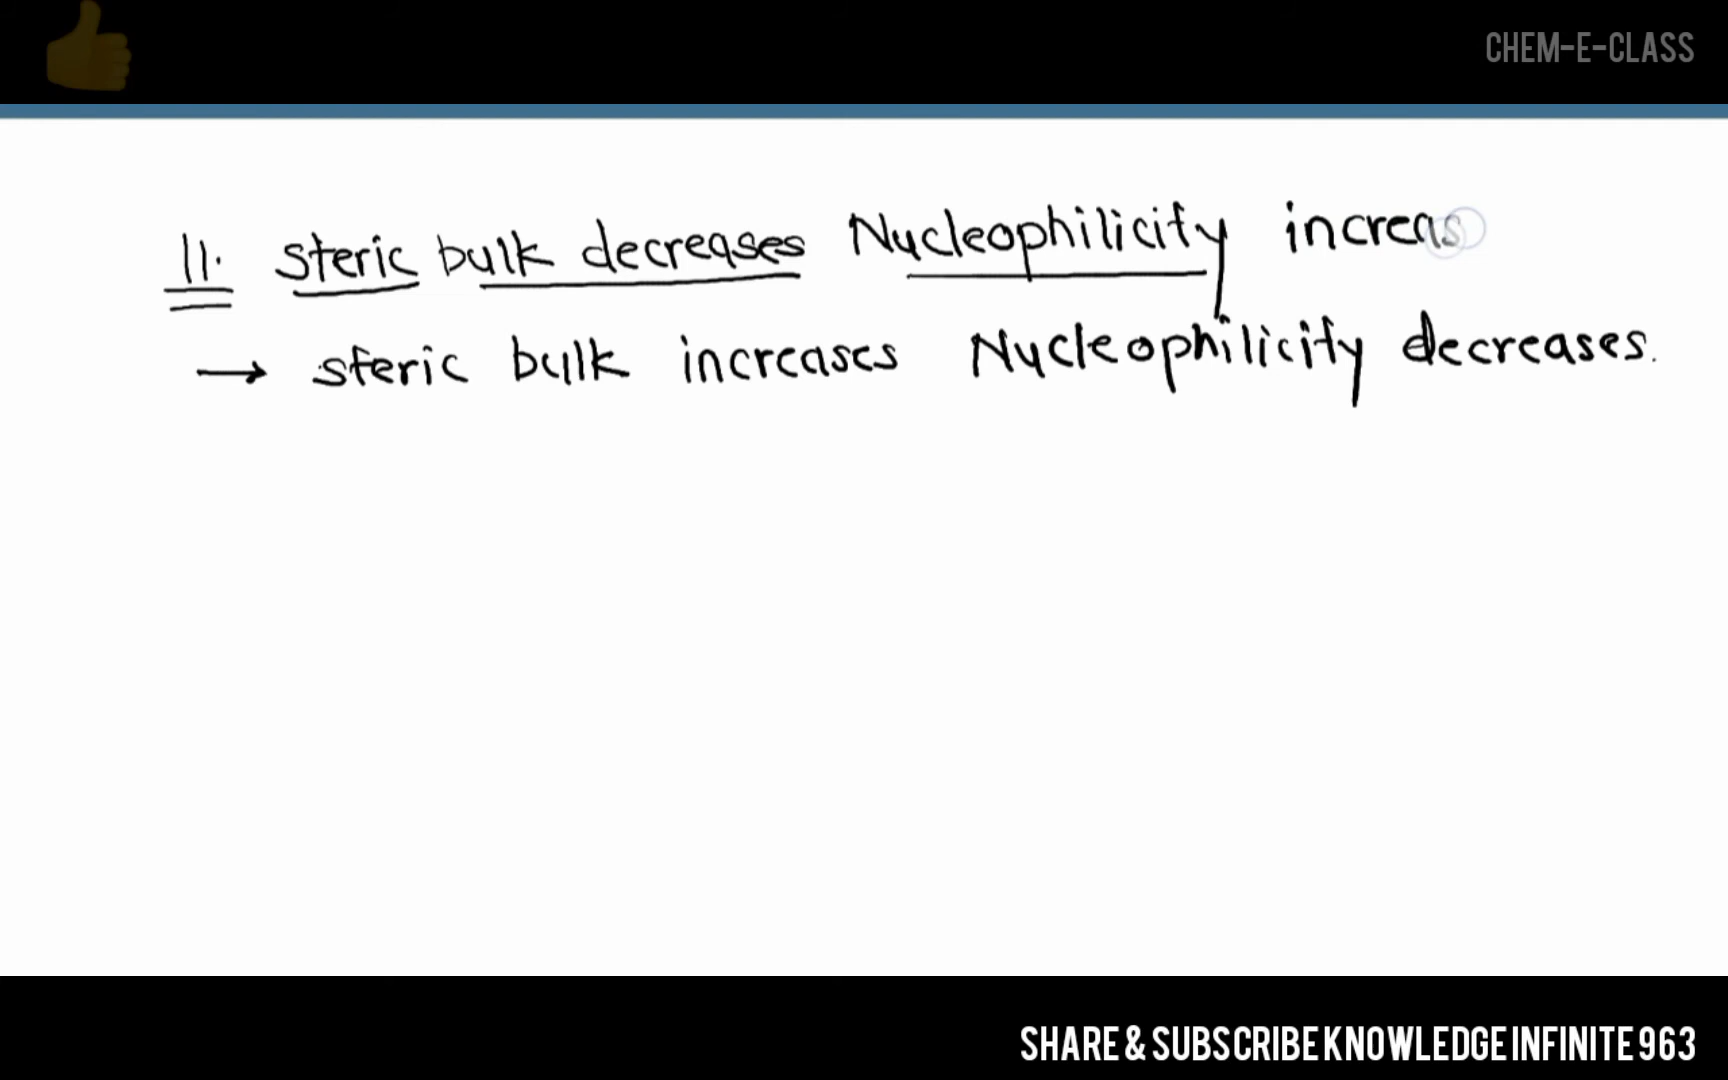 CHEM-E-CLASS
11. steric bulk decreases Nucleophilicity increas
→ steric bulk increases Nucleophilicity decreases.
SHARE & SUBSCRIBE KNOWLEDGE INFINITE 963